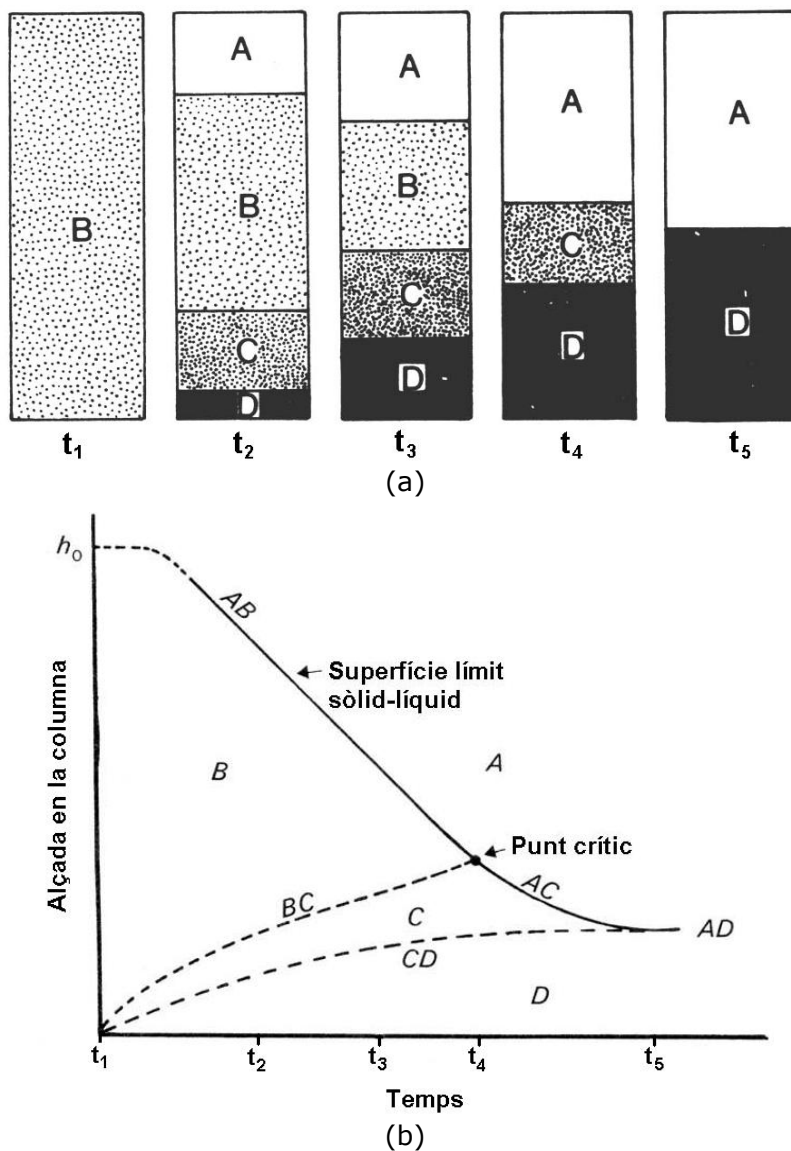 A
A
A
A
B
B
B
C
C
C
D
D
D
D
t₁
t₂
t₃
t₄
t₅
(a)
h₀
AB
Superfície límit
sòlid-líquid
B
A
Punt crític
BC
AC
C
CD
AD
D
Alçada en la columna
t₁
t₂
t₃
t₄
t₅
Temps
(b)